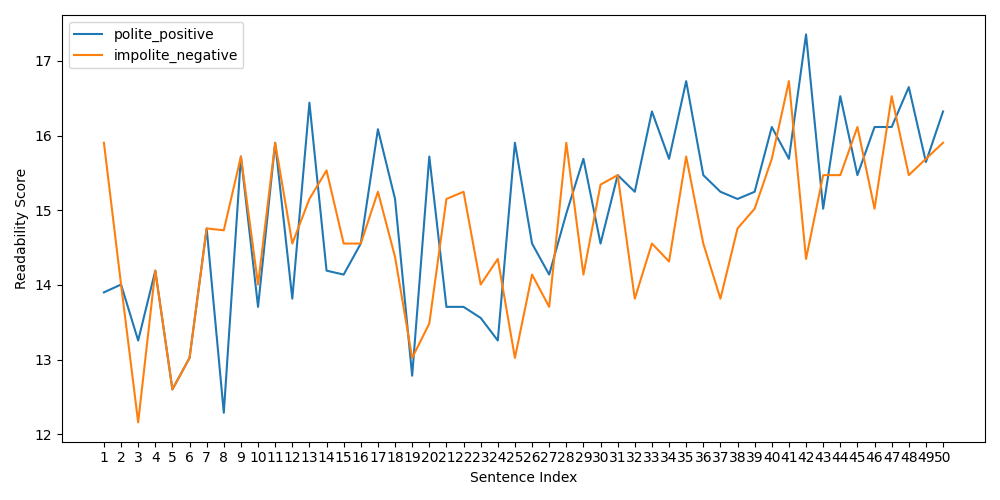 polite_positive
impolite_negative
Readability Score
17
16
15
14
13
12
1 2 3 4 5 6 7 8 9 10 11 12 13 14 15 16 17 18 19 20 21 22 23 24 25 26 27 28 29 30 31 32 33 34 35 36 37 38 39 40 41 42 43 44 45 46 47 48 49 50
Sentence Index